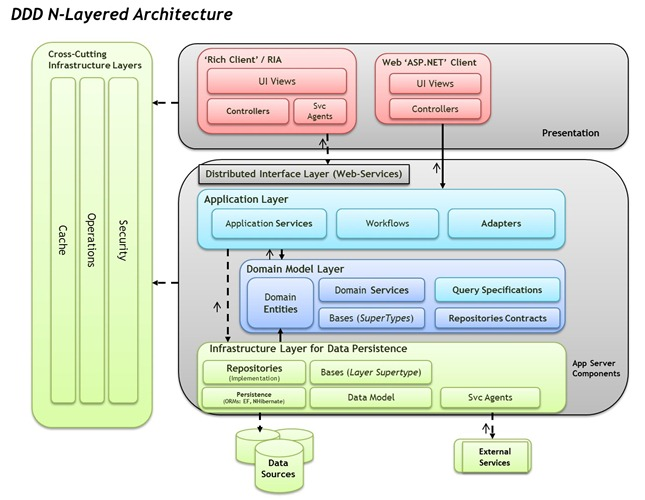 DDD N-Layered Architecture
Cross-Cutting
Infrastructure Layers
Cache
Operations
Security
'Rich Client' / RIA
UI Views
Controllers
Svc
Agents
Web 'ASP.NET' Client
UI Views
Controllers
Presentation
Distributed Interface Layer (Web-Services)
Application Layer
Application Services
Workflows
Adapters
Domain Model Layer
Domain
Entities
Domain Services
Query Specifications
Bases (SuperTypes)
Repositories Contracts
Infrastructure Layer for Data Persistence
Repositories
(Implementation)
Bases (Layer Supertype)
Persistence
(ORMs: EF, NHibernate)
Data Model
Svc Agents
App Server
Components
Data
Sources
External
Services